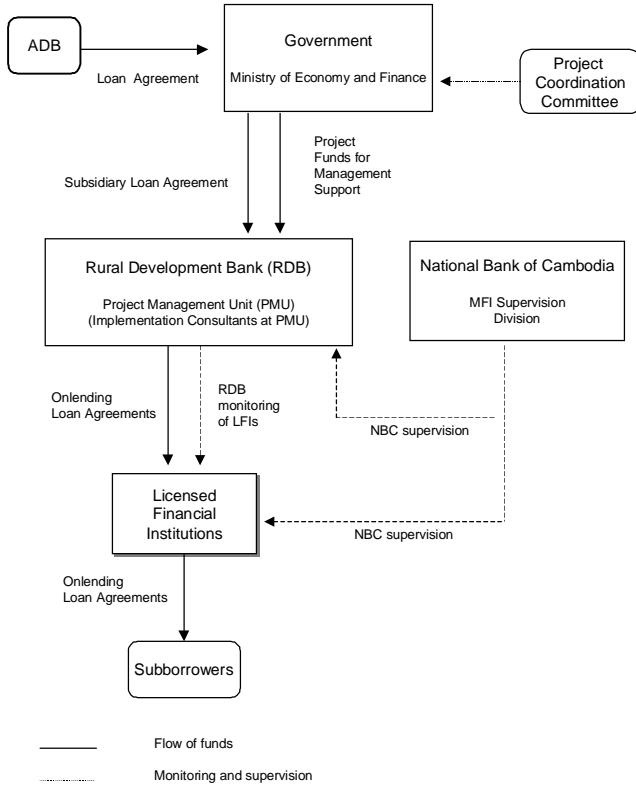 ADB
Loan Agreement
Government
Ministry of Economy and Finance
Project
Coordination
Committee
Subsidiary Loan Agreement
Project
Funds for
Management
Support
Rural Development Bank (RDB)
Project Management Unit (PMU)
(Implementation Consultants at PMU)
National Bank of Cambodia
MFI Supervision
Division
Onlending
Loan Agreements
RDB
monitoring
of LFIs
NBC supervision
Licensed
Financial
Institutions
NBC supervision
Onlending
Loan Agreements
Subborrowers
Flow of funds
Monitoring and supervision